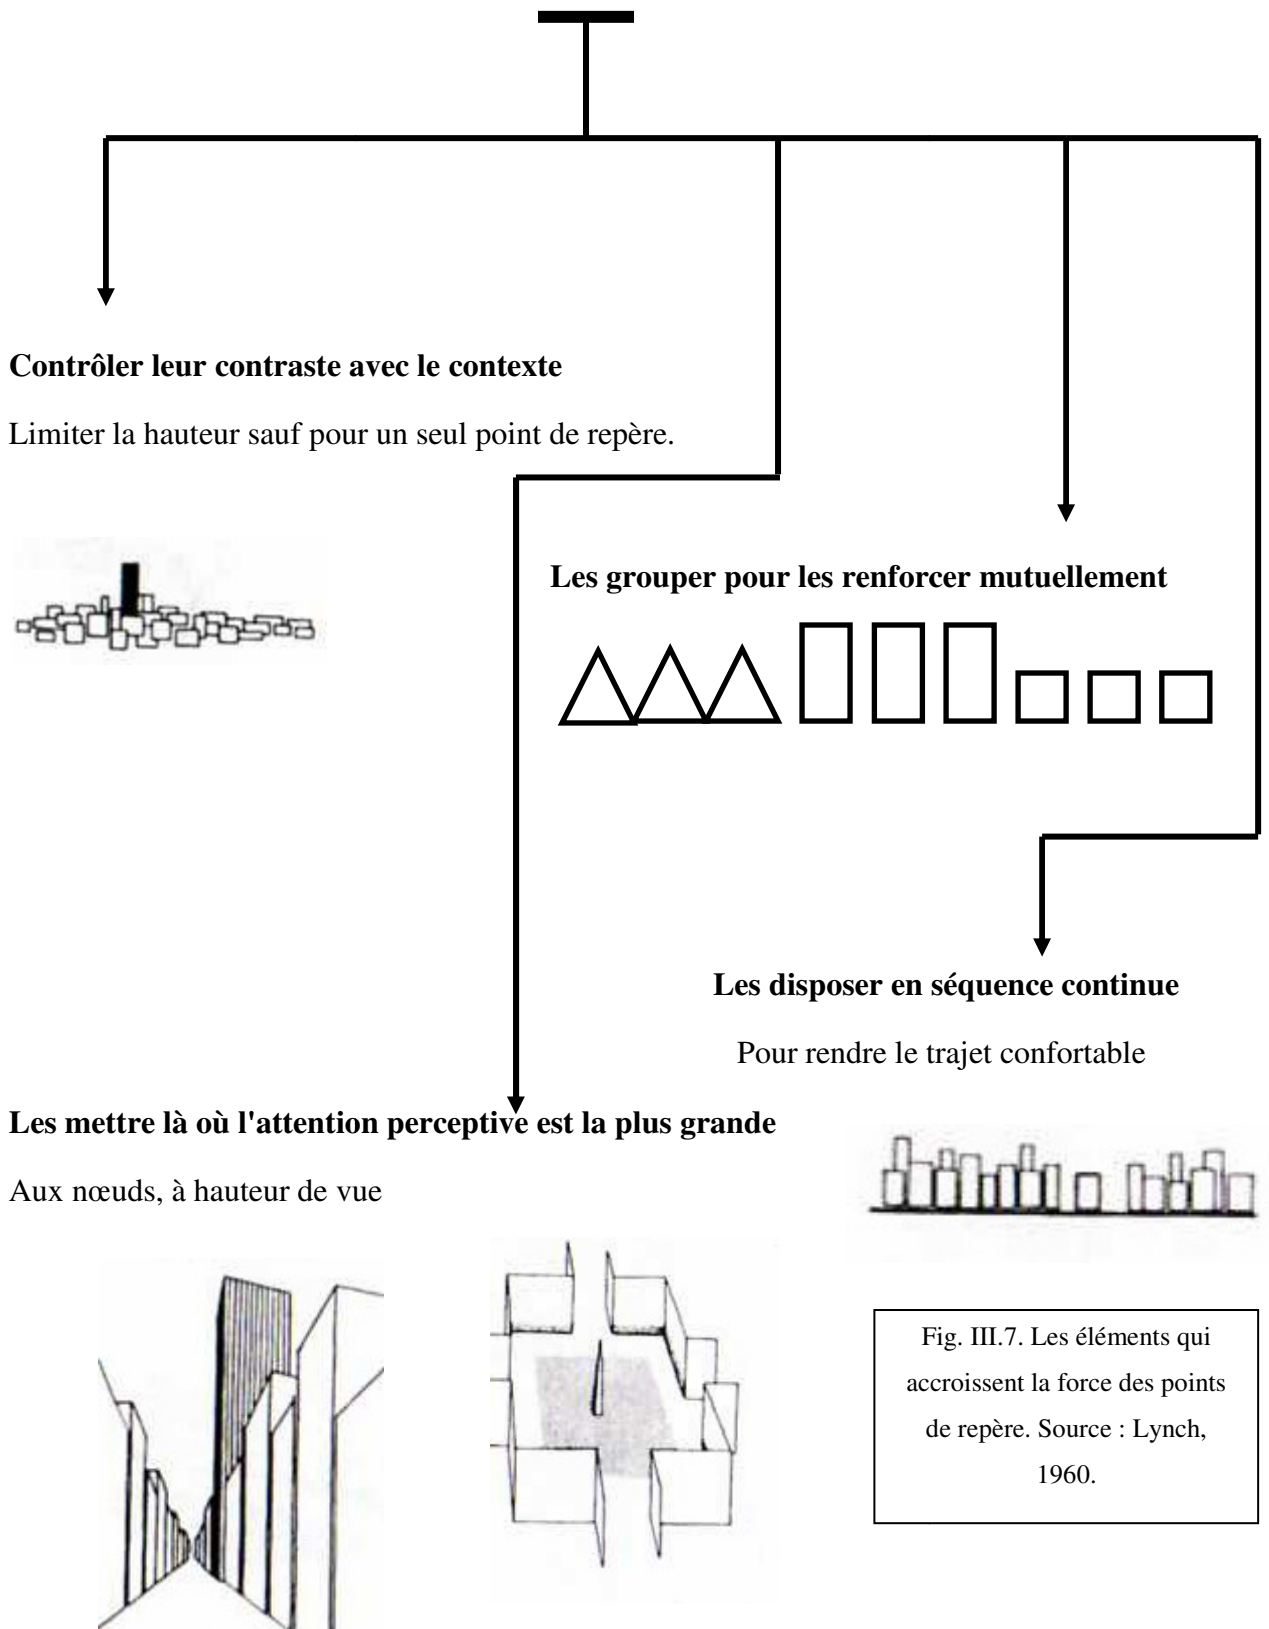 Contrôler leur contraste avec le contexte
Limiter la hauteur sauf pour un seul point de repère.
Les grouper pour les renforcer mutuellement
Les disposer en séquence continue
Pour rendre le trajet confortable
Les mettre là où l'attention perceptive est la plus grande
Aux nœuds, à hauteur de vue
Fig. III.7. Les éléments qui
accroissent la force des points
de repère. Source : Lynch,
1960.